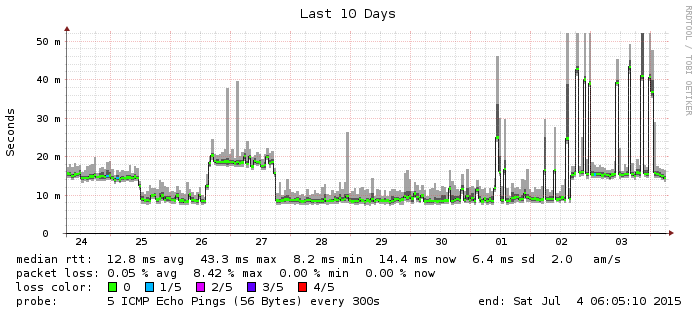 Last 10 Days
RRDTOOL / TOBI OETIKER
Seconds
50 m
40 m
30 m
20 m
10 m
0
24 25 26 27 28 29 30 01 02 03
median rtt: 12.8 ms avg 43.3 ms max 8.2 ms min 14.4 ms now 6.4 ms sd 2.0 am/s
packet loss: 0.05 % avg 8.42 % max 0.00 % min 0.00 % now
loss color: 0 1/5 2/5 3/5 4/5
probe: 5 ICMP Echo Pings (56 Bytes) every 300s end: Sat Jul 4 06:05:10 2015